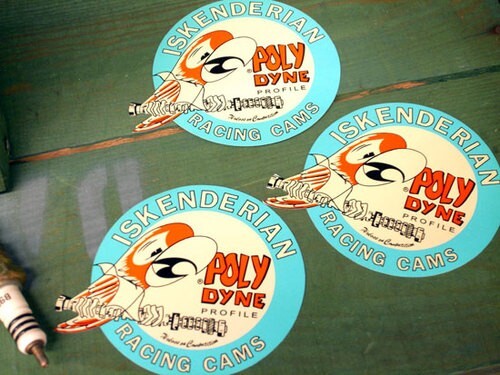 ISKENDERIAN
®POLY
DYNE
PROFILE
RACING CAMS
ISKENDERIAN
®POLY
DYNE
PROFILE
RACING CAMS
ISKENDERIAN
®POLY
DYNE
PROFILE
RACING CAMS